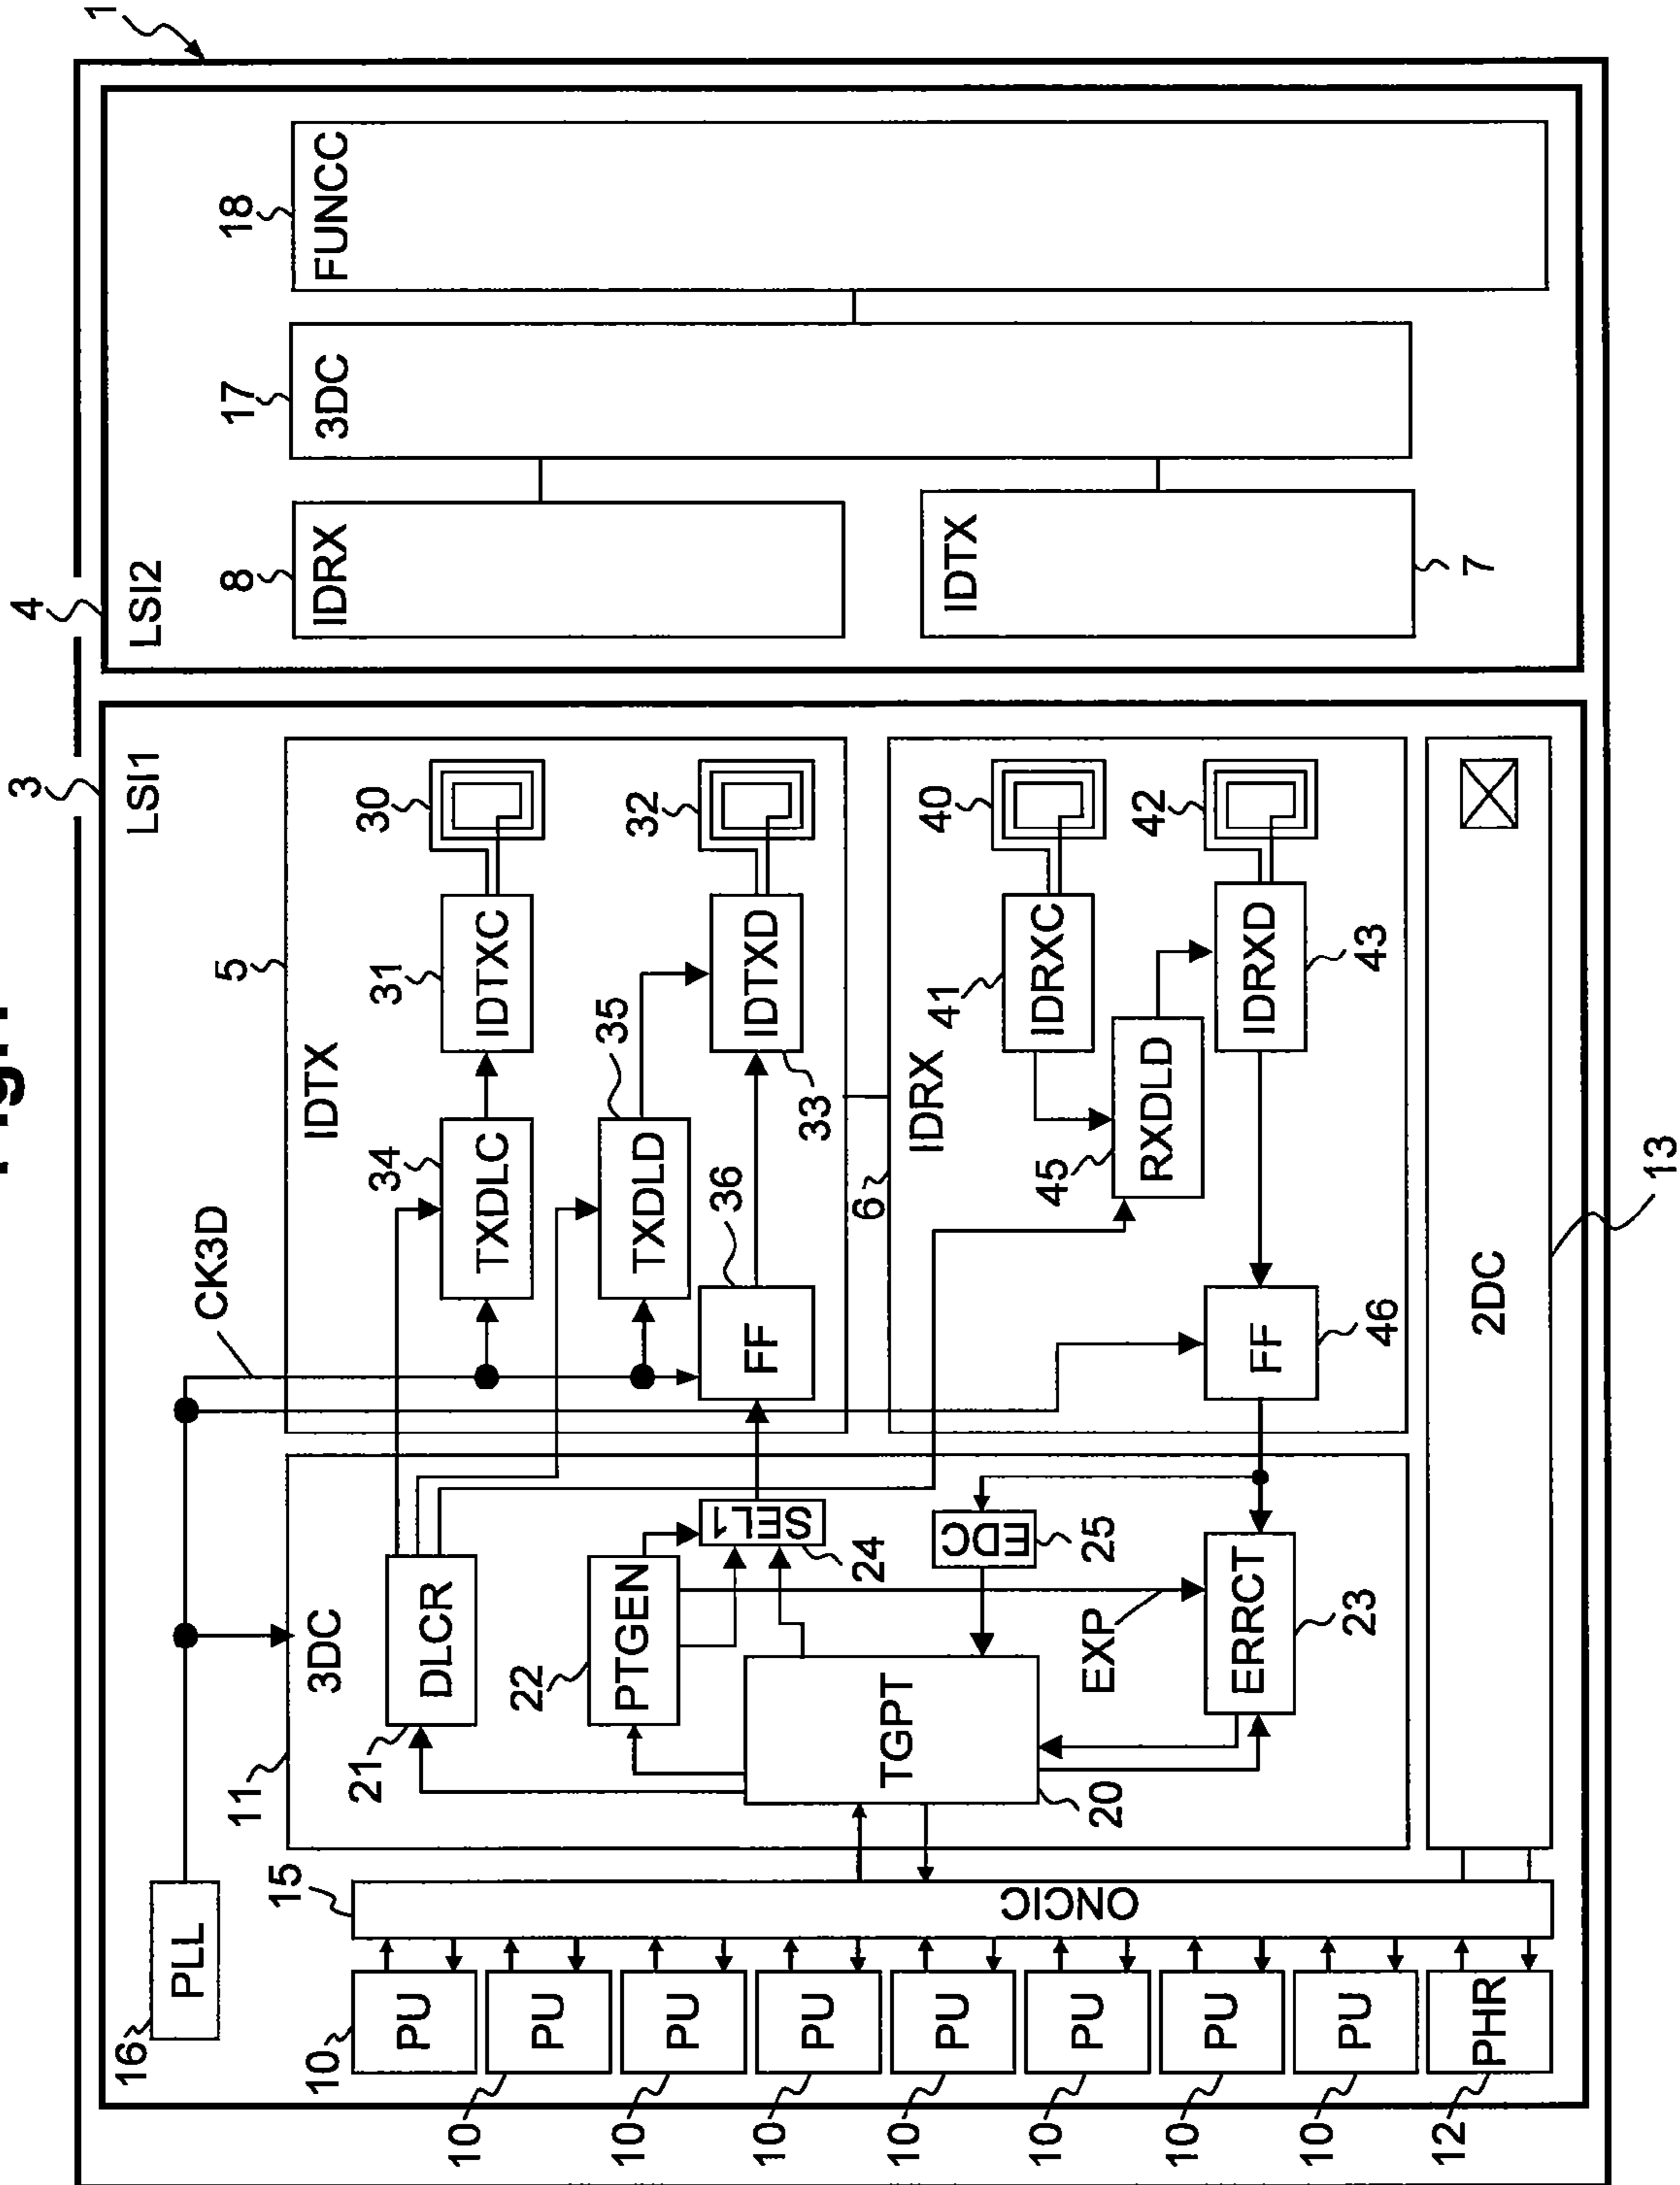 Fig.1
1
3
4
LSI1
LSI2
16
PLL
CK3D
11
3DC
5
IDTX
15
ONCIC
10
PU
10
PU
10
PU
10
PU
10
PU
10
PU
10
PU
10
PU
12
PHR
21
DLCR
22
PTGEN
SEL1
24
TGPT
20
EDC
25
EXP
ERRCT
23
34
TXDLC
31
IDTXC
30
35
TXDLD
36
FF
33
IDTXD
32
6
IDRX
41
IDRXC
40
45
RXDLD
IDRXD
43
42
FF
46
2DC
13
8
IDRX
IDTX
7
17
3DC
18
FUNCC